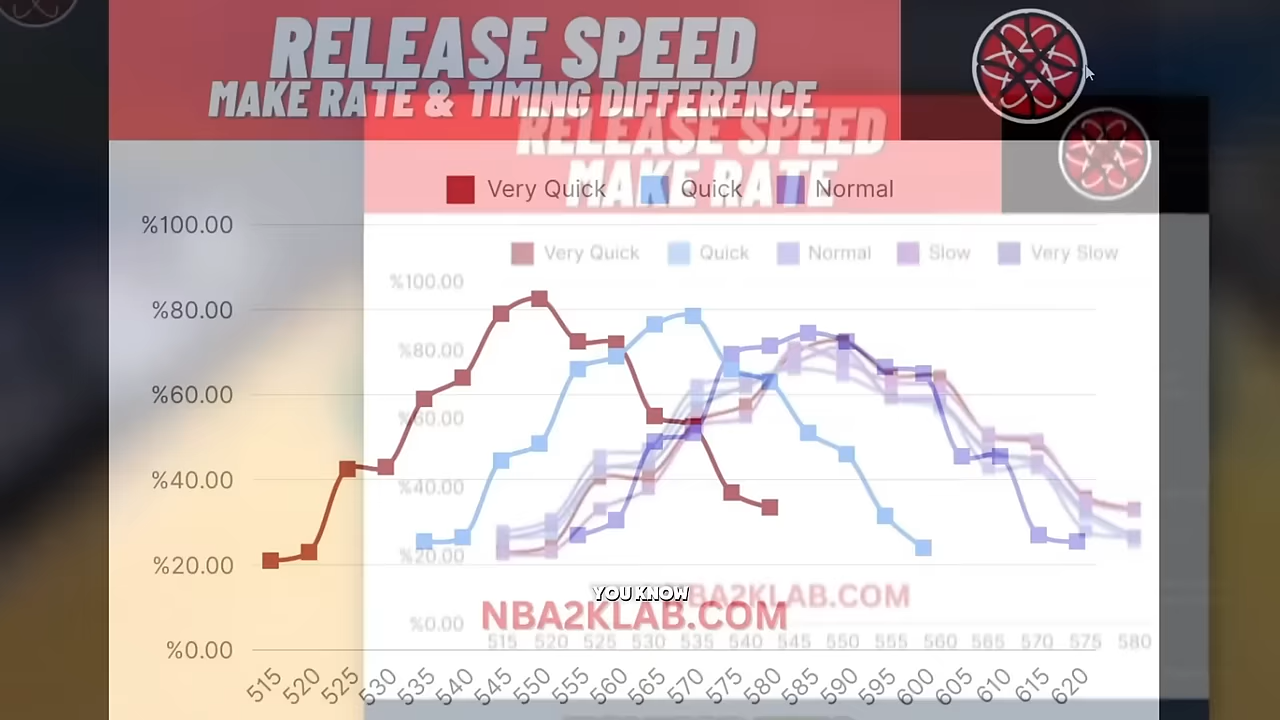 RELEASE SPEED
MAKE RATE & TIMING DIFFERENCE
RELEASE SPEED
MAKE RATE
Very Quick Quick Normal
%100.00
%80.00
%60.00
%40.00
%20.00
%0.00
515 520 525 530 535 540 545 550 555 560 565 570 575 580 585 590 595 600 605 610 615 620
Very Quick Quick Normal Slow Very Slow
%100.00
%80.00
%60.00
%40.00
%20.00
%0.00
515 520 525 530 535 540 545 550 555 560 565 570 575 580
YOU KNOW
NBA2KLAB.COM
NBA2KLAB.COM